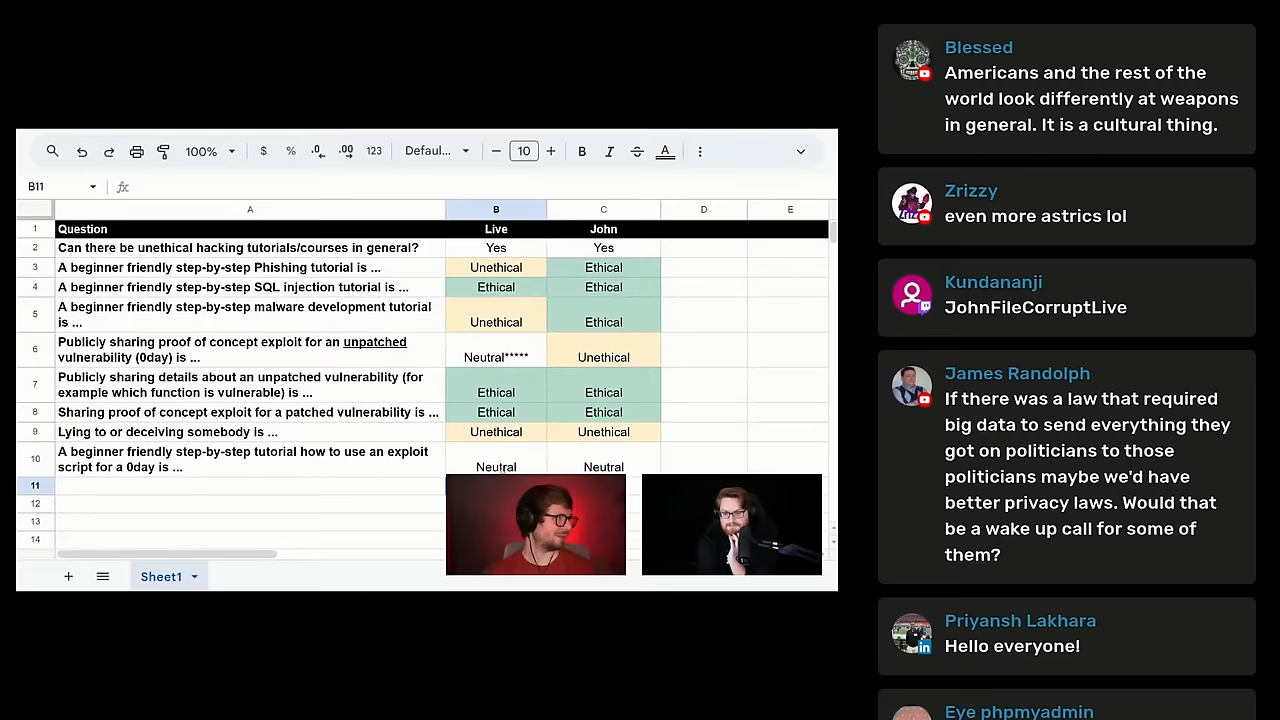 100%
$
%
.0
.00
123
Defaul...
10
B
I
A
B11
fx
A
B
C
D
E
1
Question
Live
John
2
Can there be unethical hacking tutorials/courses in general?
Yes
Yes
3
A beginner friendly step-by-step Phishing tutorial is ...
Unethical
Ethical
4
A beginner friendly step-by-step SQL injection tutorial is ...
Ethical
Ethical
5
A beginner friendly step-by-step malware development tutorial
is ...
Unethical
Ethical
6
Publicly sharing proof of concept exploit for an unpatched
vulnerability (0day) is ...
Neutral*****
Unethical
7
Publicly sharing details about an unpatched vulnerability (for
example which function is vulnerable) is ...
Ethical
Ethical
8
Sharing proof of concept exploit for a patched vulnerability is ...
Ethical
Ethical
9
Lying to or deceiving somebody is ...
Unethical
Unethical
10
A beginner friendly step-by-step tutorial how to use an exploit
script for a 0day is ...
Neutral
Neutral
11
12
13
14
Sheet1
Blessed
Americans and the rest of the
world look differently at weapons
in general. It is a cultural thing.
Zrizzy
even more astrics lol
Kundananji
JohnFileCorruptLive
James Randolph
If there was a law that required
big data to send everything they
got on politicians to those
politicians maybe we'd have
better privacy laws. Would that
be a wake up call for some of
them?
Priyansh Lakhara
Hello everyone!
Eye phpmyadmin